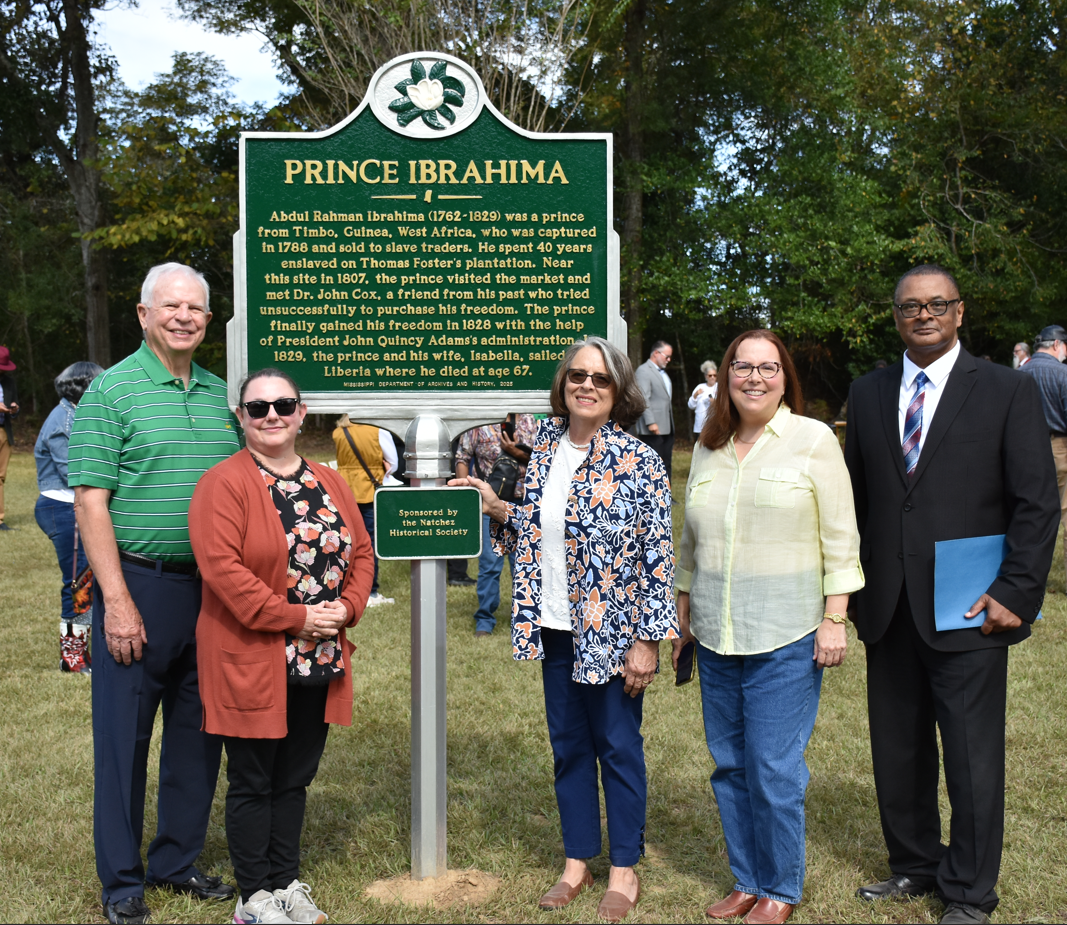 PRINCE IBRAHIMA
Abdul Rahman Ibrahima (1762-1829) was a prince
from Timbo, Guinea, West Africa, who was captured
in 1788 and sold to slave traders. He spent 40 years
enslaved on Thomas Foster's plantation. Near
this site in 1807, the prince visited the market and
met Dr. John Cox, a friend from his past who tried
unsuccessfully to purchase his freedom. The prince
finally gained his freedom in 1828 with the help
of President John Quincy Adams's administration.
1829, the prince and his wife, Isabella, sailed
Liberia where he died at age 67.
MISSISSIPPI DEPARTMENT OF ARCHIVES AND HISTORY, 2025
Sponsored by
the Natchez
Historical Society